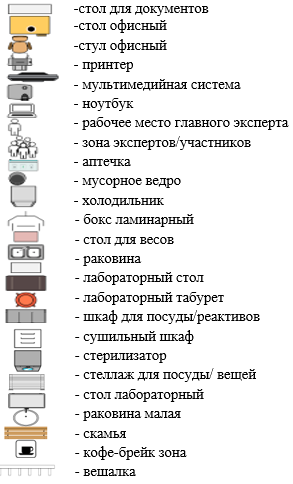 -стол для документов
-стол офисный
-стул офисный
- принтер
- мультимедийная система
- ноутбук
- рабочее место главного эксперта
- зона экспертов/участников
- аптечка
- мусорное ведро
- холодильник
- бокс ламинарный
- стол для весов
- раковина
- лабораторный стол
- лабораторный табурет
- шкаф для посуды/реактивов
- сушильный шкаф
- стерилизатор
- стеллаж для посуды/ вещей
- стол лабораторный
- раковина малая
- скамья
- кофе-брейк зона
- вешалка